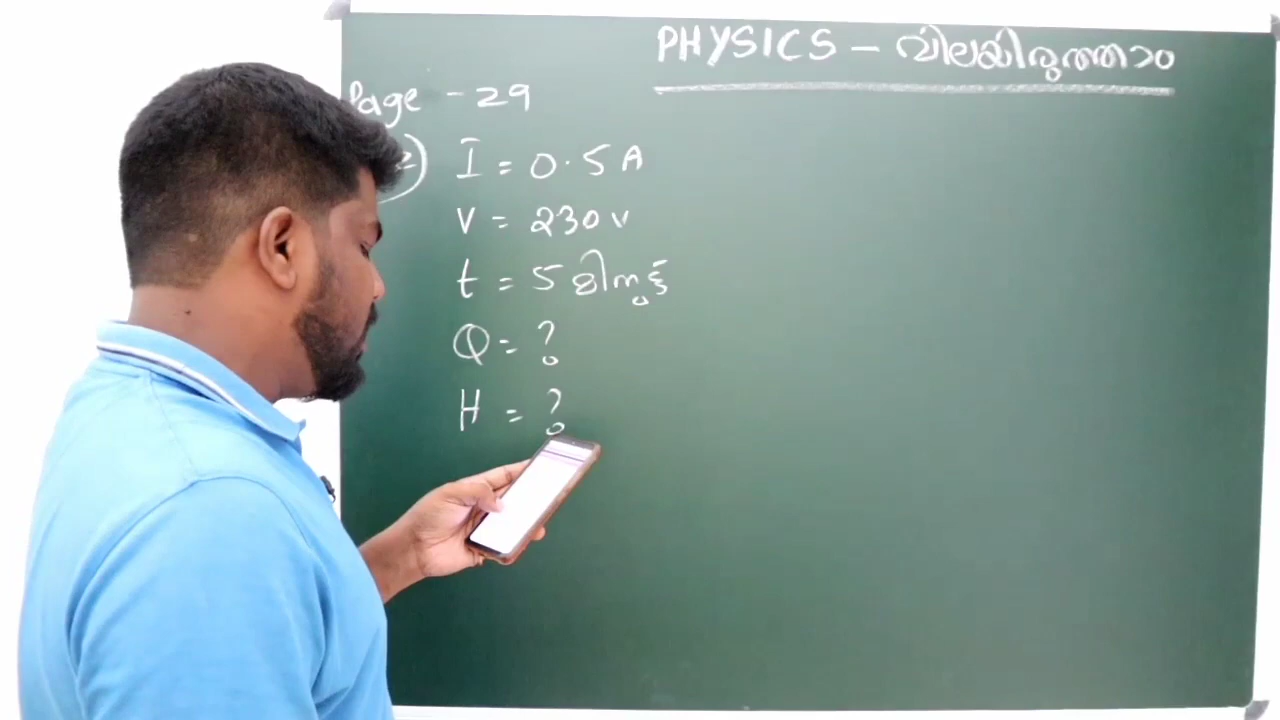 PHYSICS - വിലയിരുത്താം
Page - 29
I = 0.5 A
V = 230 v
t = 5 മിനുട്ട്
Q = ?
H = ?